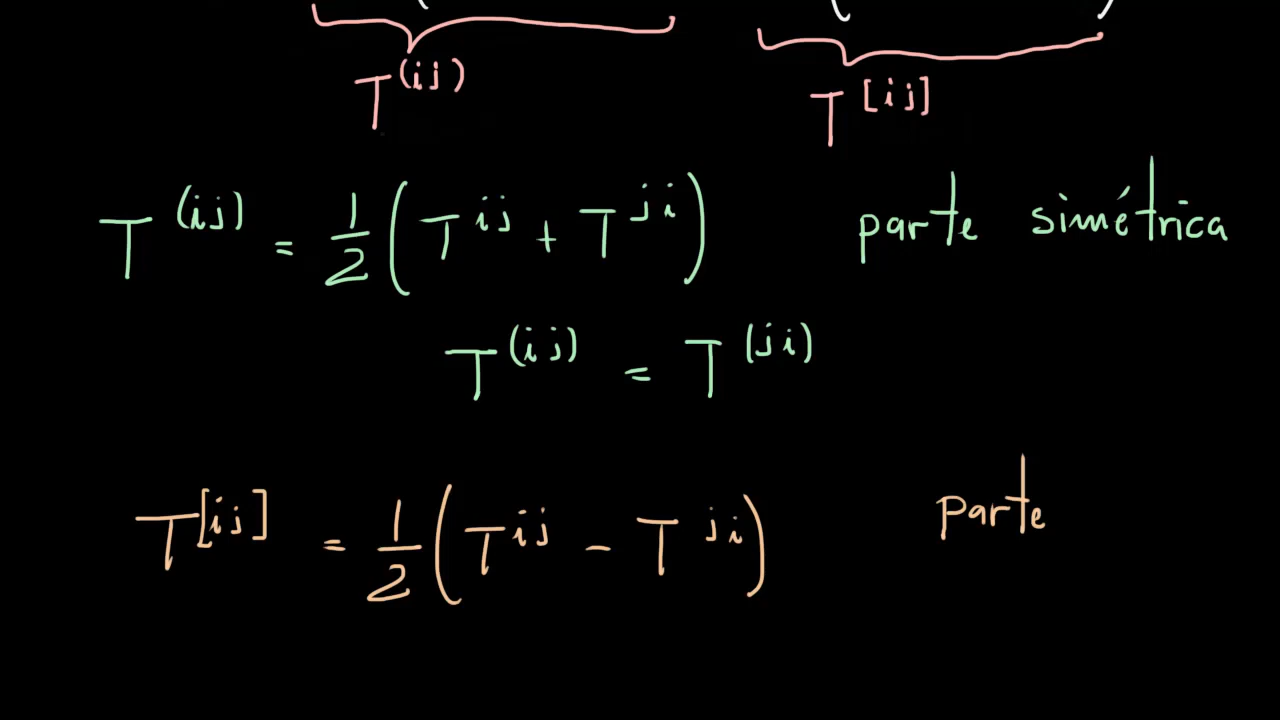 T^(ij) T^[ij]
T^(ij) = 1/2 (T^ij + T^ji) parte simétrica
T^(ij) = T^(ji)
T^[ij] = 1/2 (T^ij - T^ji) parte